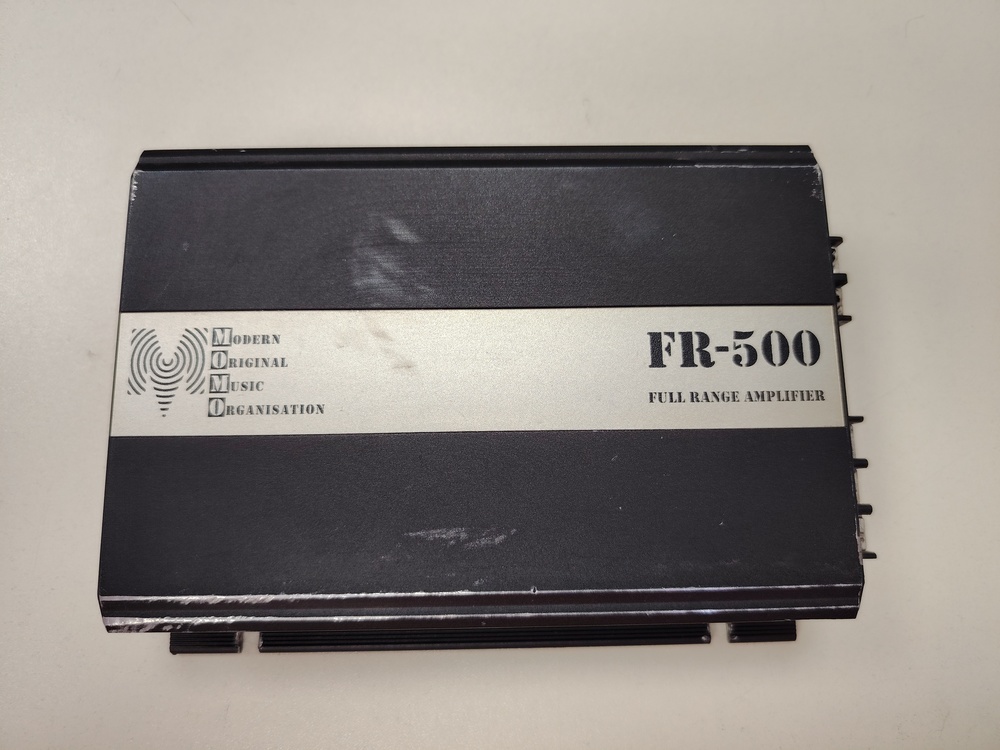 MODERN
ORIGINAL
MUSIC
ORGANISATION
FR-500
FULL RANGE AMPLIFIER